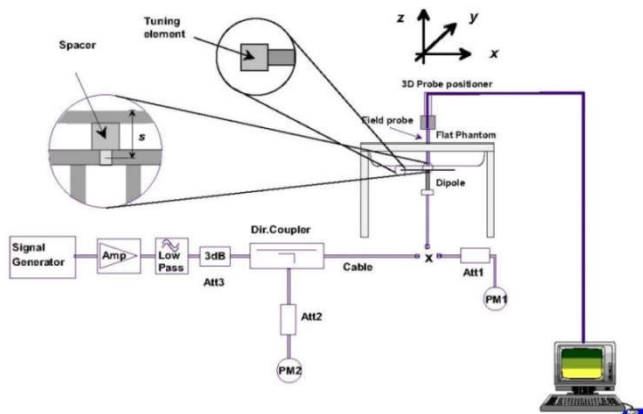 Tuning
element
Spacer
s
z
y
x
3D Probe positioner
Field probe
Flat Phantom
Dipole
Signal
Generator
Amp
Low
Pass
3dB
Att3
Dir.Coupler
Cable
x
Att1
PM1
Att2
PM2